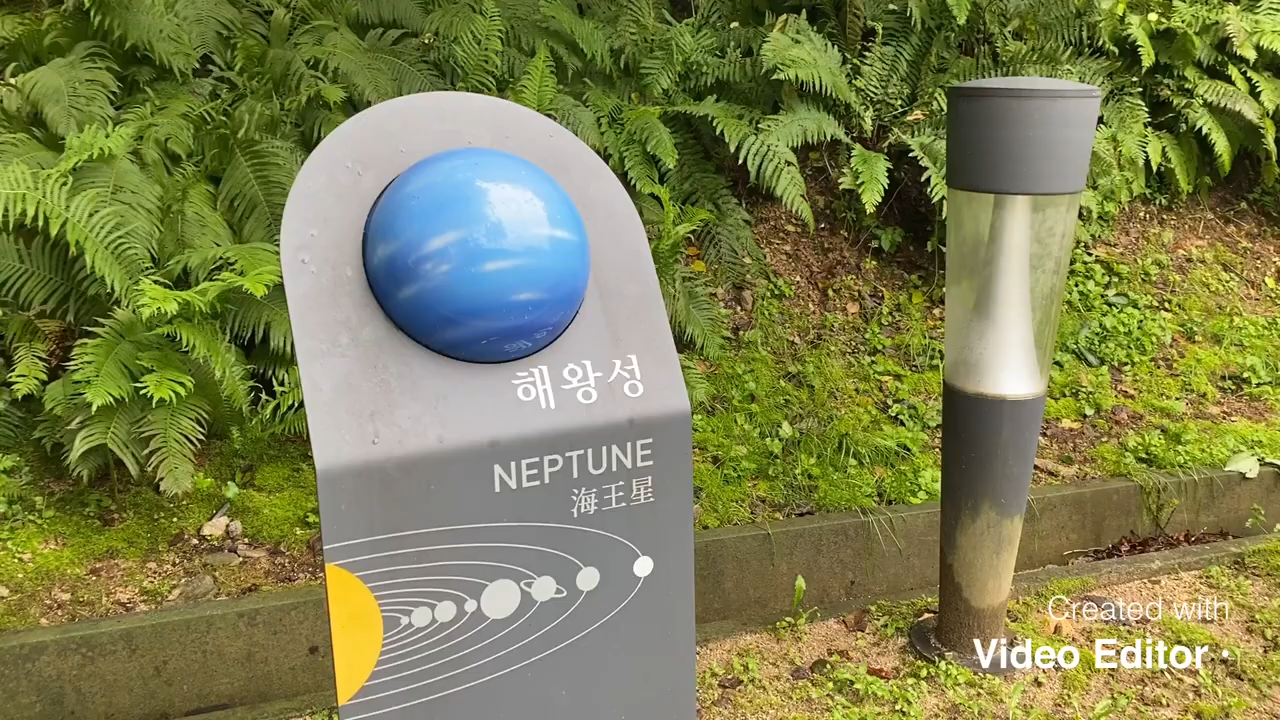 해왕성
NEPTUNE
海王星
Created with
Video Editor